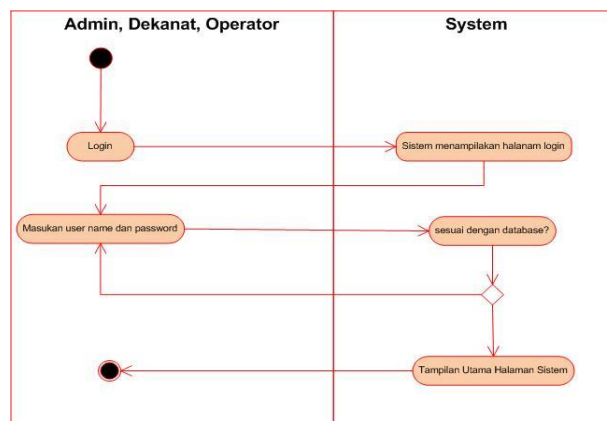 Admin, Dekanat, Operator
System
Login
Sistem menampilakan halanam login
Masukan user name dan password
sesuai dengan database?
Tampilan Utama Halaman Sistem